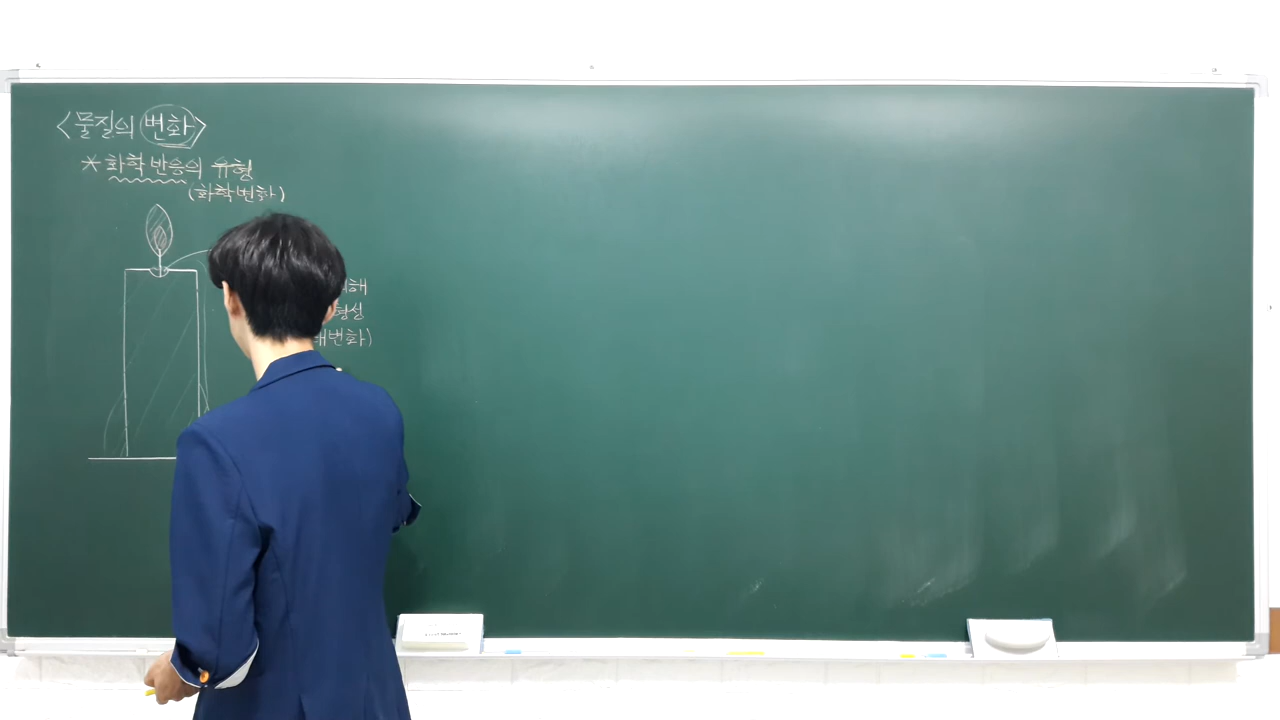 <물질의 변화>
* 화학 반응의 유형
(화학변화)
해
형성
변화)